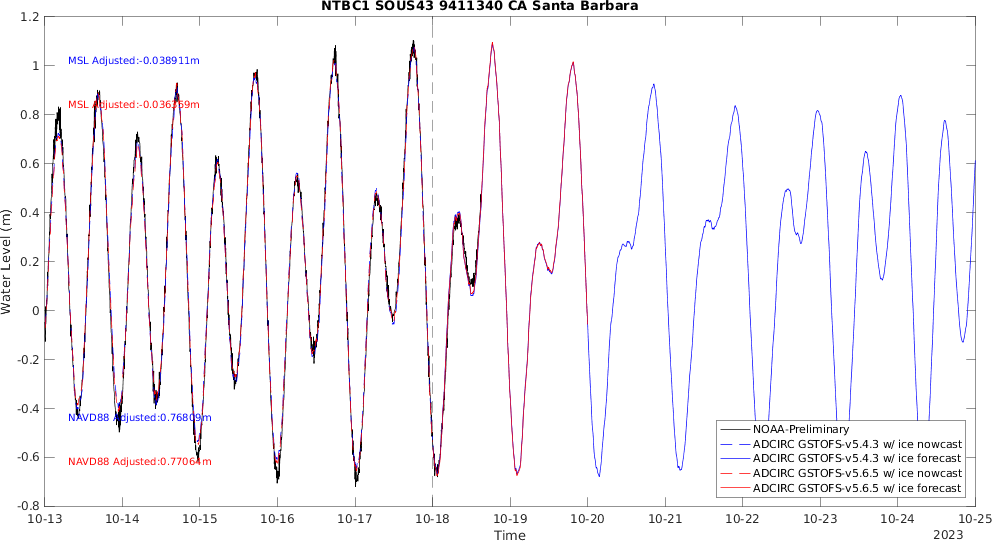 NTBC1 SOUS43 9411340 CA Santa Barbara
1.2
1
0.8
0.6
0.4
0.2
0
-0.2
-0.4
-0.6
-0.8
Water Level (m)
MSL Adjusted:-0.038911m
MSL Adjusted:-0.036369m
NAVD88 Adjusted:0.76809m
NAVD88 Adjusted:0.77064m
NOAA-Preliminary
ADCIRC GSTOFS-v5.4.3 w/ ice nowcast
ADCIRC GSTOFS-v5.4.3 w/ ice forecast
ADCIRC GSTOFS-v5.6.5 w/ ice nowcast
ADCIRC GSTOFS-v5.6.5 w/ ice forecast
10-13 10-14 10-15 10-16 10-17 10-18 10-19 10-20 10-21 10-22 10-23 10-24 10-25
Time
2023